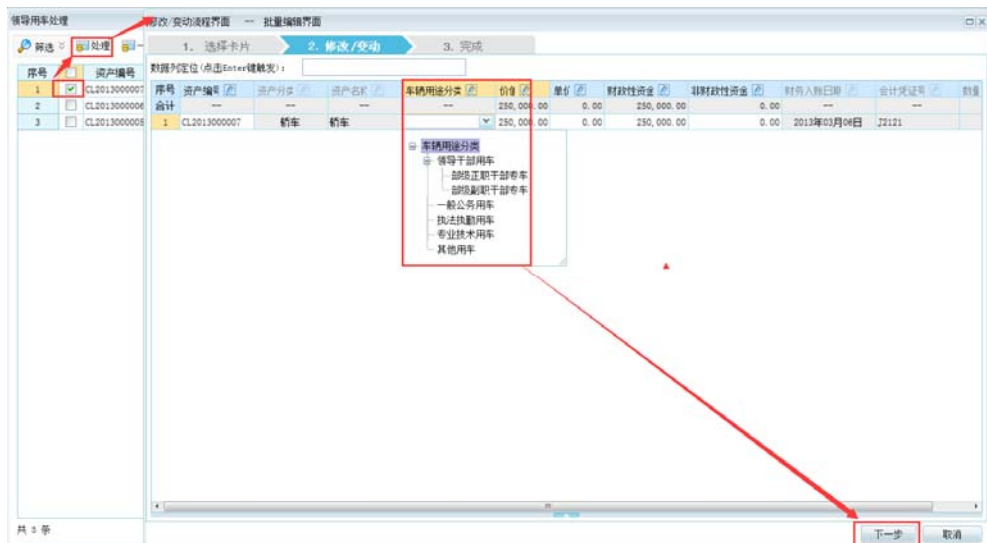 领导用车处理
修改/变动流程界面 -- 批量编辑界面
筛选 处理
1. 选择卡片 2. 修改/变动 3. 完成
数据列定位(点击Enter键触发):
序号 资产编号
1 CL2013000007
2 CL2013000006
3 CL2013000005
序号 资产编号 资产分类 资产名称 车辆用途分类 价值 单价 财政性资金 非财政性资金 财务入账日期 会计凭证号 数量
合计 -- -- -- -- 250,000.00 0.00 250,000.00 0.00 -- --
1 CL2013000007 轿车 轿车 250,000.00 0.00 250,000.00 0.00 2013年03月06日 J2121
车辆用途分类
领导干部用车
部级正职干部专车
部级副职干部专车
一般公务用车
执法执勤用车
专业技术用车
其他用车
共 3 条
下一步 取消